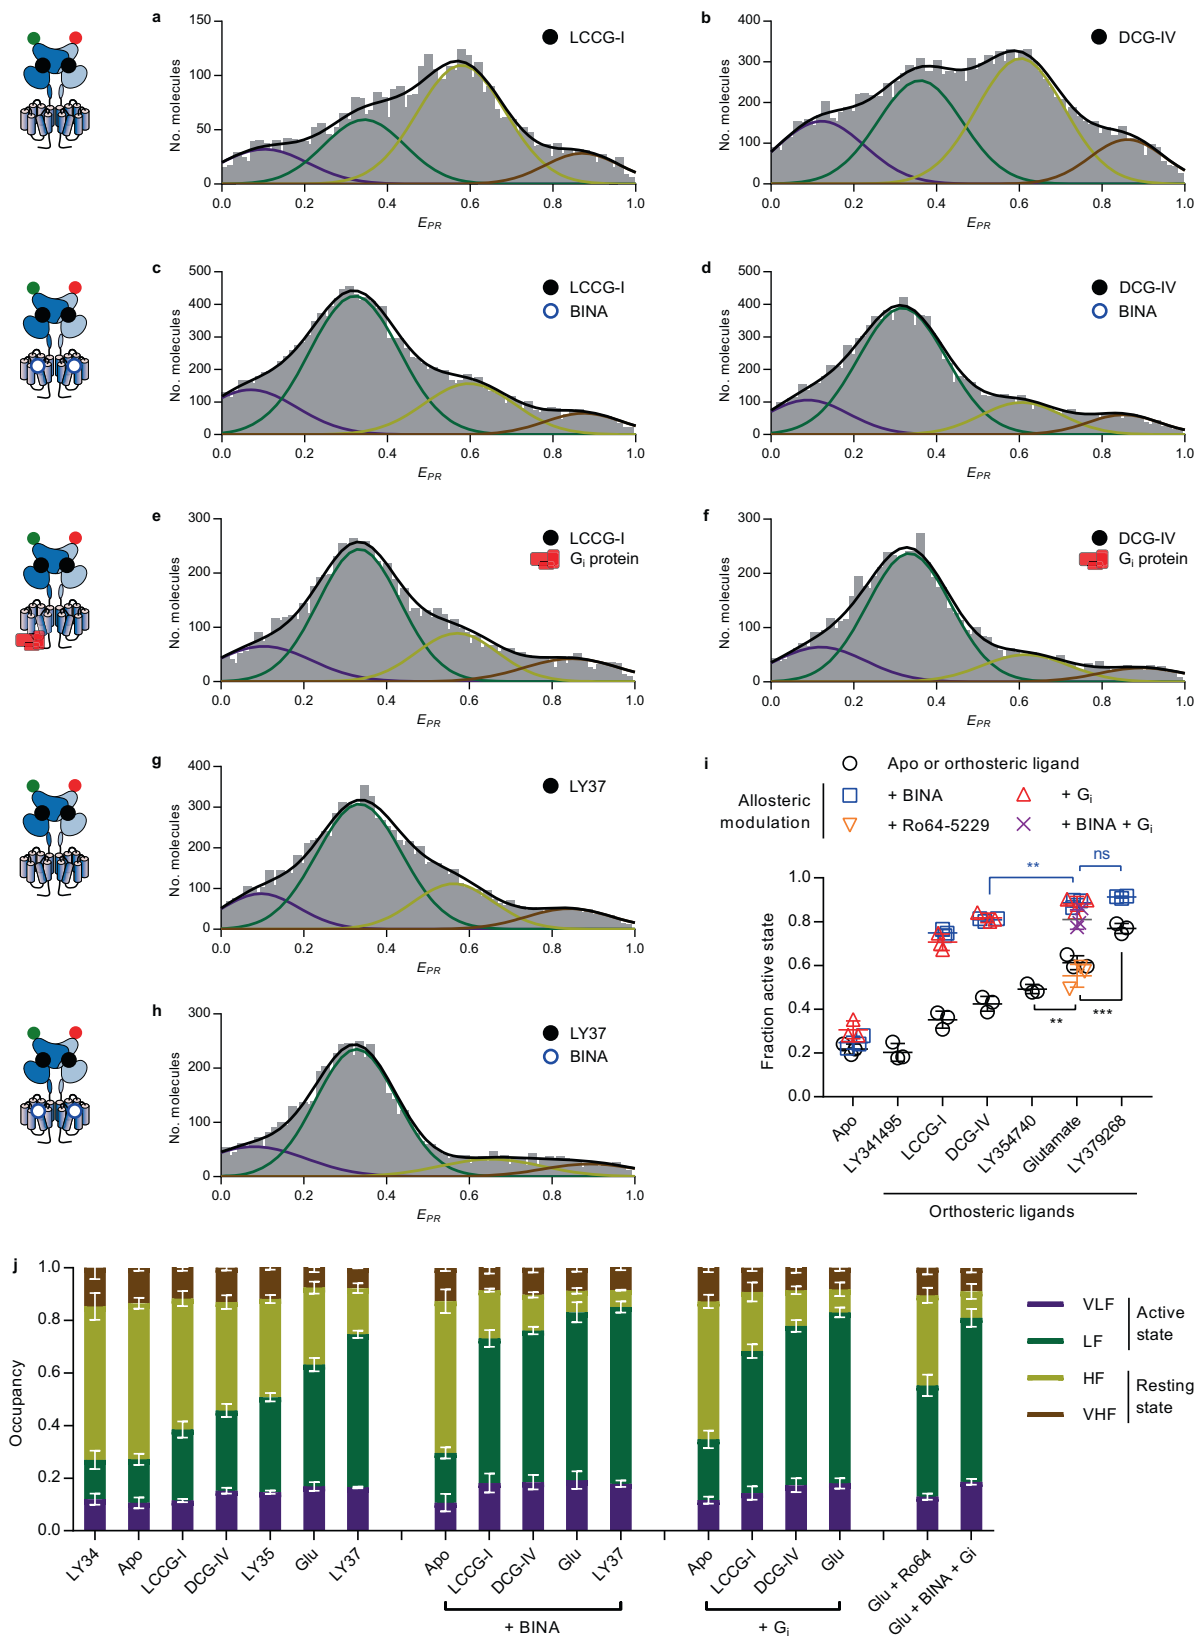 a
LCCG-I
No. molecules
150
100
50
0
0.0 0.2 0.4 0.6 0.8 1.0
E_PR
b
DCG-IV
No. molecules
400
300
200
100
0
0.0 0.2 0.4 0.6 0.8 1.0
E_PR
c
LCCG-I
BINA
No. molecules
500
400
300
200
100
0
0.0 0.2 0.4 0.6 0.8 1.0
E_PR
d
DCG-IV
BINA
No. molecules
500
400
300
200
100
0
0.0 0.2 0.4 0.6 0.8 1.0
E_PR
e
LCCG-I
Gi protein
No. molecules
300
200
100
0
0.0 0.2 0.4 0.6 0.8 1.0
E_PR
f
DCG-IV
Gi protein
No. molecules
300
200
100
0
0.0 0.2 0.4 0.6 0.8 1.0
E_PR
g
LY37
No. molecules
400
300
200
100
0
0.0 0.2 0.4 0.6 0.8 1.0
E_PR
h
LY37
BINA
No. molecules
300
200
100
0
0.0 0.2 0.4 0.6 0.8 1.0
E_PR
i
Apo or orthosteric ligand
Allosteric
modulation
+ BINA
+ Gi
+ Ro64-5229
+ BINA + Gi
** ns
** ***
Fraction active state
1.0
0.8
0.6
0.4
0.2
0.0
Apo
LY341495
LCCG-I
DCG-IV
LY354740
Glutamate
LY379268
Orthosteric ligands
j
Occupancy
1.0
0.8
0.6
0.4
0.2
0.0
LY34
Apo
LCCG-I
DCG-IV
LY35
Glu
LY37
Apo
LCCG-I
DCG-IV
Glu
LY37
+ BINA
Apo
LCCG-I
DCG-IV
Glu
+ Gi
Glu + Ro64
Glu + BINA + Gi
VLF
LF
Active
state
HF
VHF
Resting
state